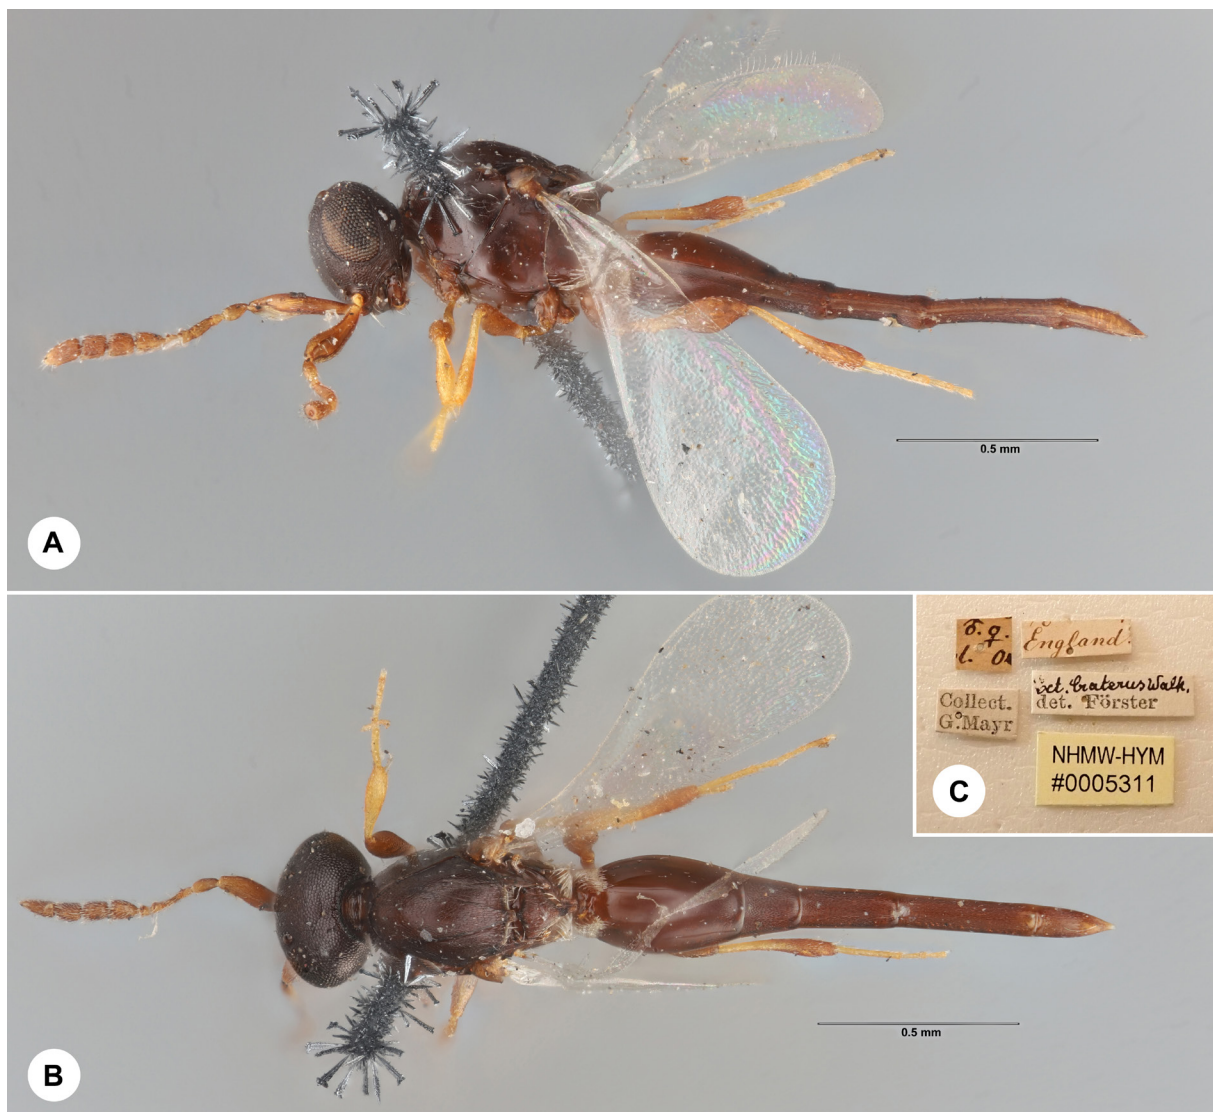 0.5 mm
A
England.
Collect.
G. Mayr
det. Förster
NHMW-HYM
#0005311
C
0.5 mm
B